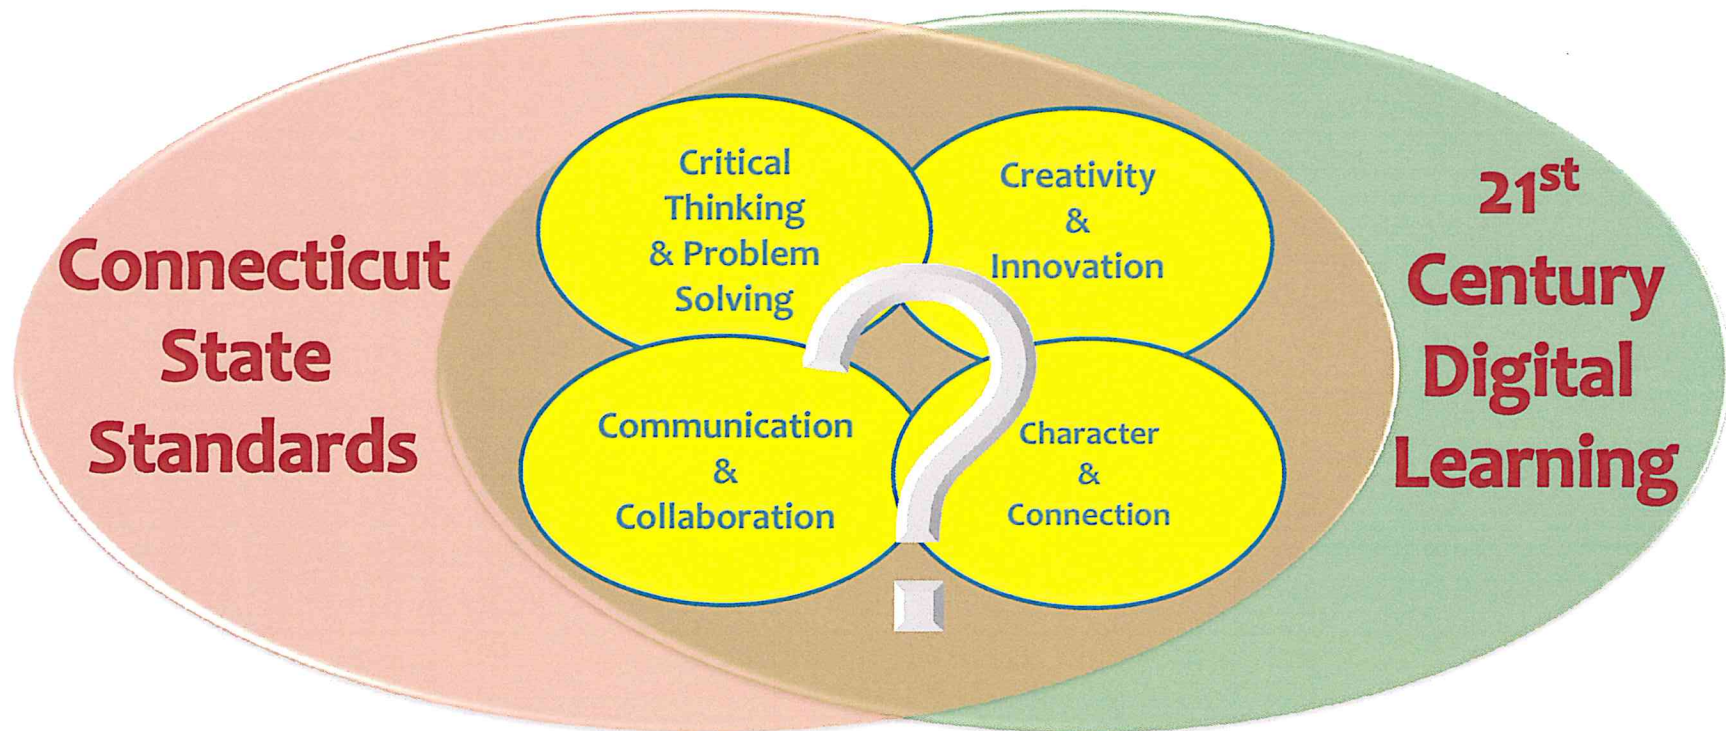 Connecticut
State
Standards
Critical
Thinking
& Problem
Solving
Creativity
&
Innovation
Communication
&
Collaboration
Character
&
Connection
?
21st
Century
Digital
Learning